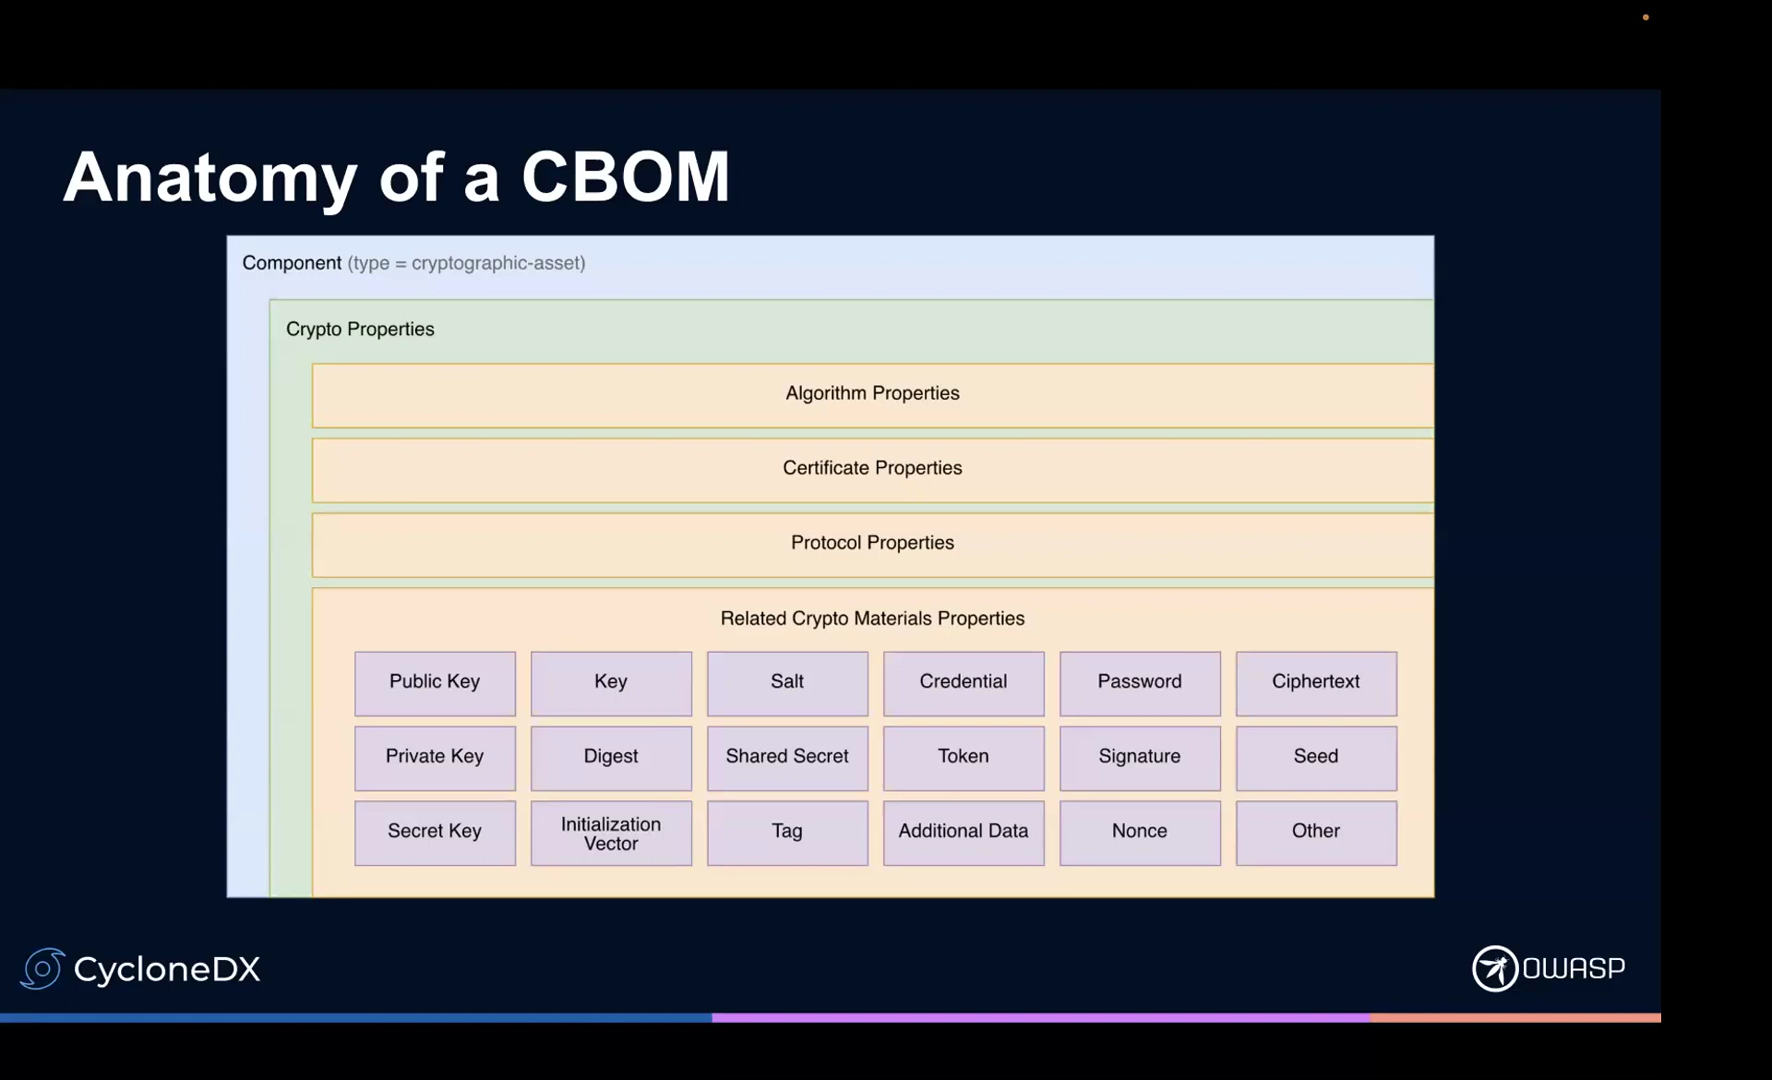 Anatomy of a CBOM
Component (type = cryptographic-asset)
Crypto Properties
Algorithm Properties
Certificate Properties
Protocol Properties
Related Crypto Materials Properties
Public Key
Key
Salt
Credential
Password
Ciphertext
Private Key
Digest
Shared Secret
Token
Signature
Seed
Secret Key
Initialization
Vector
Tag
Additional Data
Nonce
Other
CycloneDX
OWASP